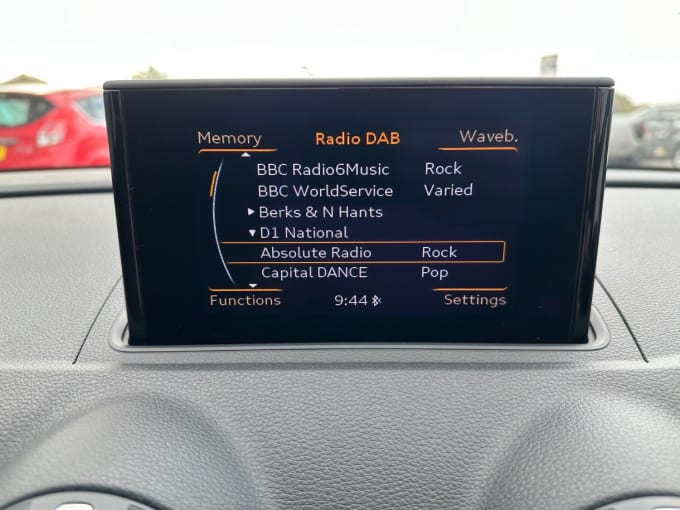 Memory Radio DAB Waveb.
BBC Radio6Music Rock
BBC WorldService Varied
Berks & N Hants
D1 National
Absolute Radio Rock
Capital DANCE Pop
Functions 9:44 Settings